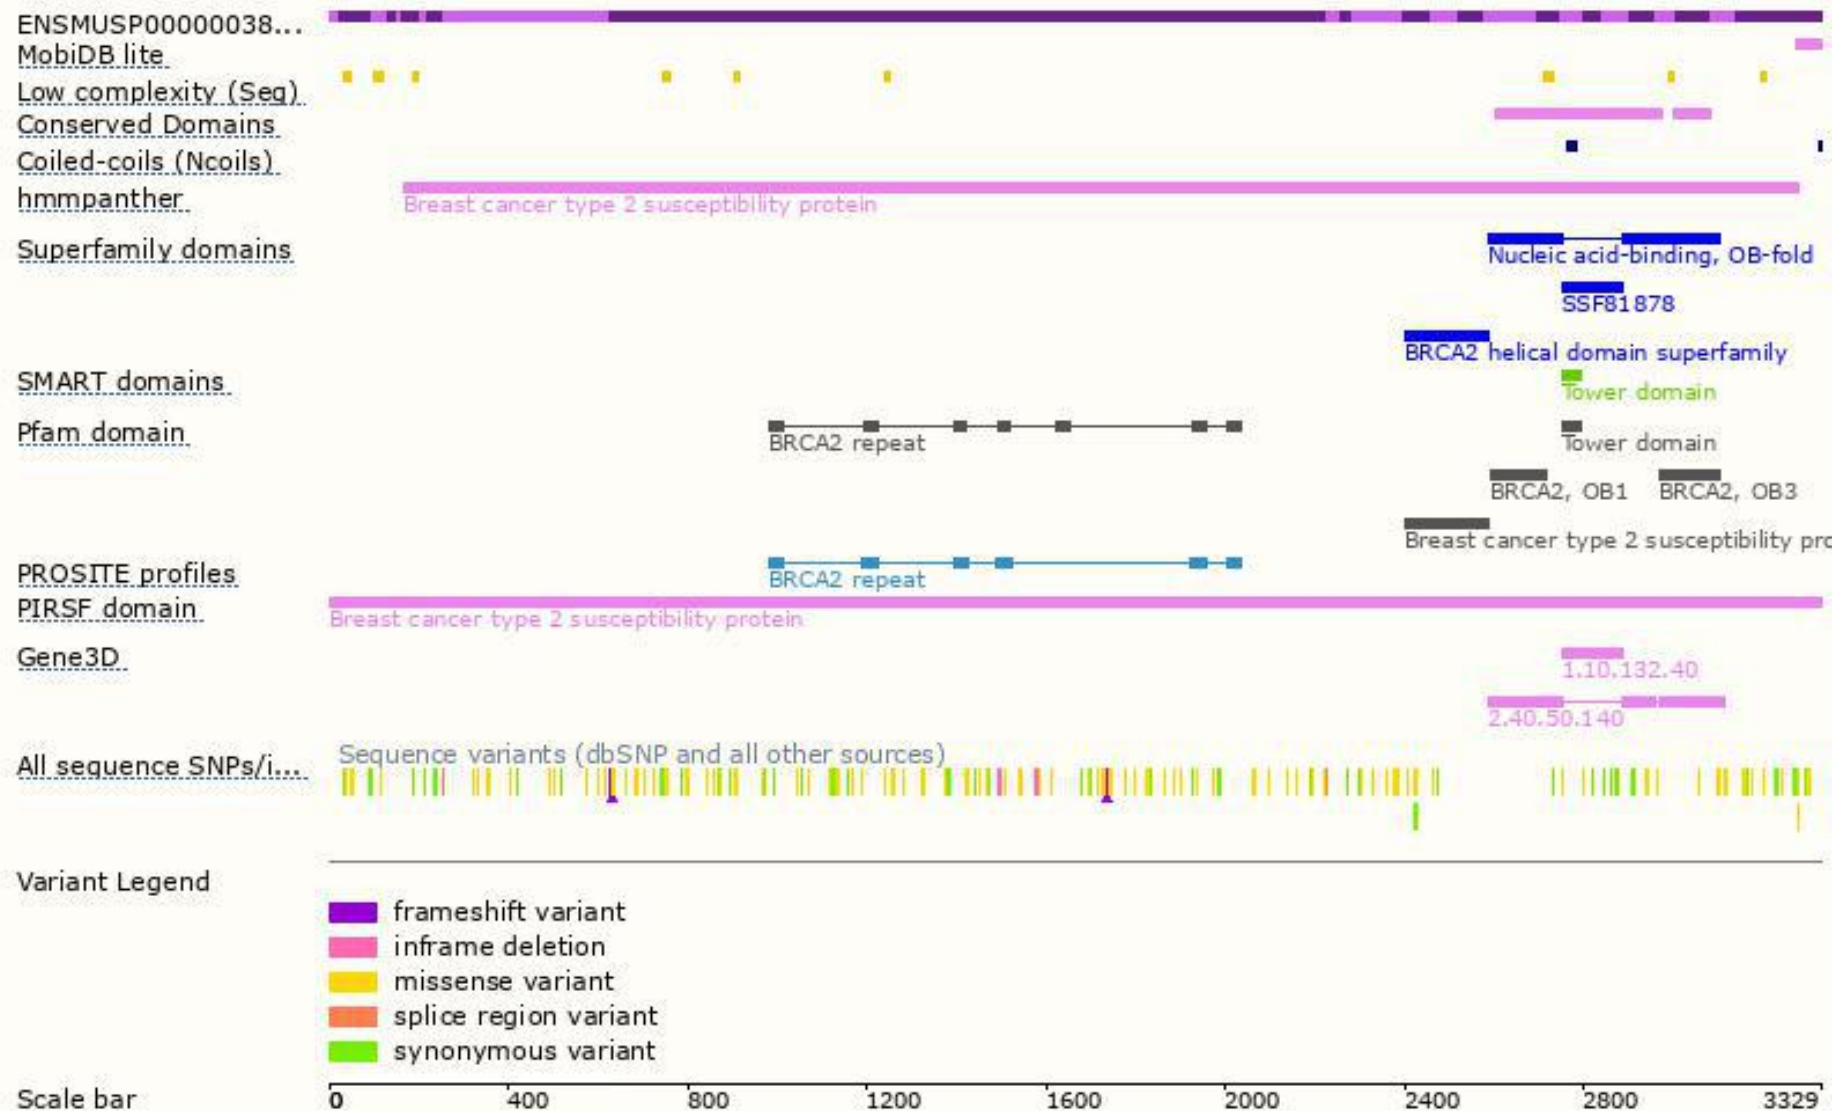 ENSMUSP00000038...
MobiDB lite
Low complexity (Seg)
Conserved Domains
Coiled-coils (Ncoils)
hmmpanther
Breast cancer type 2 susceptibility protein
Superfamily domains
Nucleic acid-binding, OB-fold
SSF81878
BRCA2 helical domain superfamily
SMART domains
Tower domain
Pfam domain
BRCA2 repeat
Tower domain
BRCA2, OB1
BRCA2, OB3
Breast cancer type 2 susceptibility pro
PROSITE profiles
BRCA2 repeat
PIRSF domain
Breast cancer type 2 susceptibility protein
Gene3D
1.10.132.40
2.40.50.140
All sequence SNPs/i...
Sequence variants (dbSNP and all other sources)
Variant Legend
frameshift variant
inframe deletion
missense variant
splice region variant
synonymous variant
Scale bar
0 400 800 1200 1600 2000 2400 2800 3329